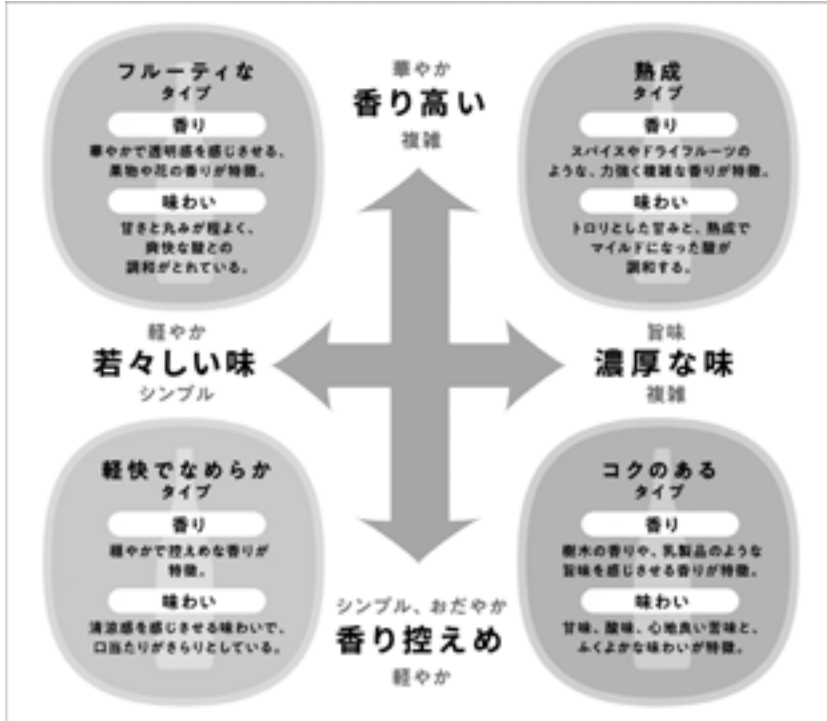 フルーティな
タイプ
香り
華やかで透明感を感じさせる、
果物や花の香りが特徴。
味わい
甘さと丸みが程よく、
爽快な酸との
調和がとれている。
華やか
香り高い
複雑
熟成
タイプ
香り
スパイスやドライフルーツの
ような、力強く複雑な香りが特徴。
味わい
トロリとした甘みと、熟成で
マイルドになった酸が
調和する。
軽やか
若々しい味
シンプル
旨味
濃厚な味
複雑
軽快でなめらか
タイプ
香り
穏やかで控えめな香りが
特徴。
味わい
清涼感を感じさせる味わいで、
口当たりがさらりとしている。
シンプル、おだやか
香り控えめ
軽やか
コクのある
タイプ
香り
樹木の香りや、乳製品のような
旨味を感じさせる香りが特徴。
味わい
甘味、酸味、心地良い苦味と、
ふくよかな味わいが特徴。